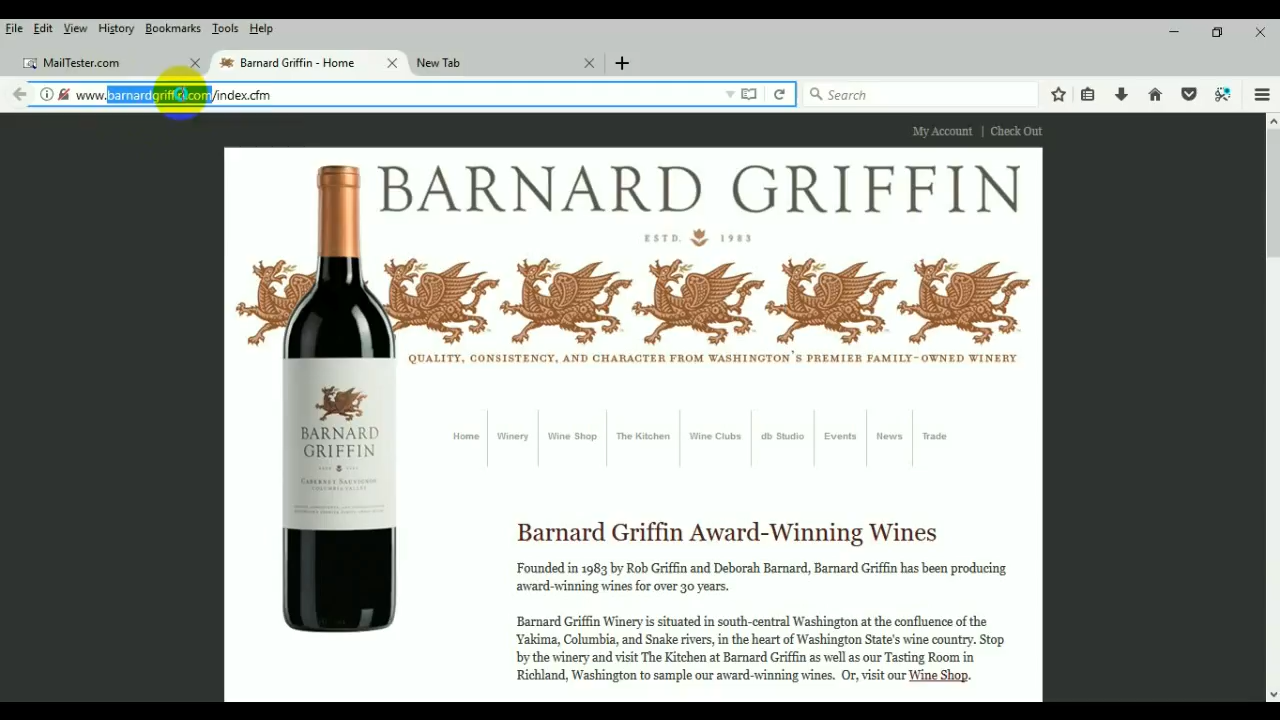 File Edit View History Bookmarks Tools Help
MailTester.com
Barnard Griffin - Home
New Tab
www.barnardgriffin.com/index.cfm
Search
My Account | Check Out
BARNARD GRIFFIN
ESTD. 1983
QUALITY, CONSISTENCY, AND CHARACTER FROM WASHINGTON'S PREMIER FAMILY-OWNED WINERY
BARNARD
GRIFFIN
CABERNET SAUVIGNON
COLUMBIA VALLEY
Home Winery Wine Shop The Kitchen Wine Clubs db Studio Events News Trade
Barnard Griffin Award-Winning Wines
Founded in 1983 by Rob Griffin and Deborah Barnard, Barnard Griffin has been producing
award-winning wines for over 30 years.
Barnard Griffin Winery is situated in south-central Washington at the confluence of the
Yakima, Columbia, and Snake rivers, in the heart of Washington State's wine country. Stop
by the winery and visit The Kitchen at Barnard Griffin as well as our Tasting Room in
Richland, Washington to sample our award-winning wines. Or, visit our Wine Shop.